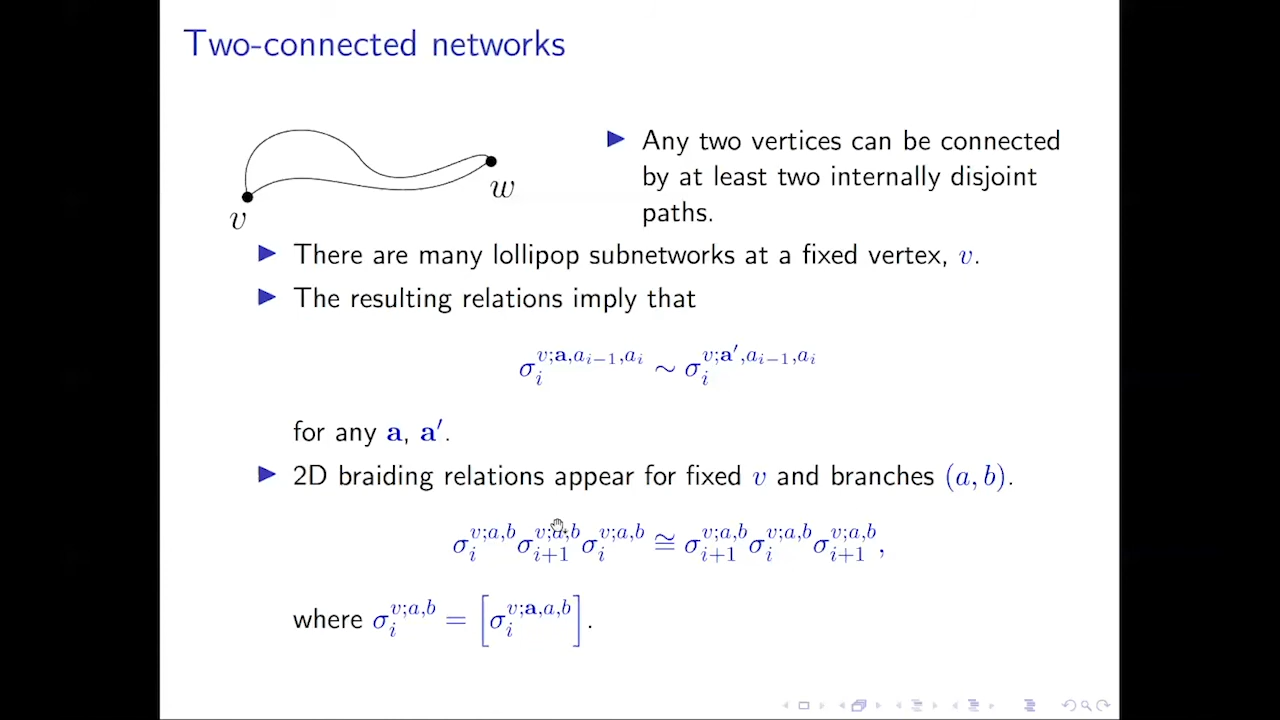 Two-connected networks
v
w
▶ Any two vertices can be connected
by at least two internally disjoint
paths.
▶ There are many lollipop subnetworks at a fixed vertex, v.
▶ The resulting relations imply that
σ_i^{v;𝐚,a_{i−1},a_i} ∼ σ_i^{v;𝐚′,a_{i−1},a_i}
for any 𝐚, 𝐚′.
▶ 2D braiding relations appear for fixed v and branches (a, b).
σ_i^{v;a,b} σ_{i+1}^{v;a,b} σ_i^{v;a,b} ≅ σ_{i+1}^{v;a,b} σ_i^{v;a,b} σ_{i+1}^{v;a,b},
where σ_i^{v;a,b} = [σ_i^{v;𝐚,a,b}].